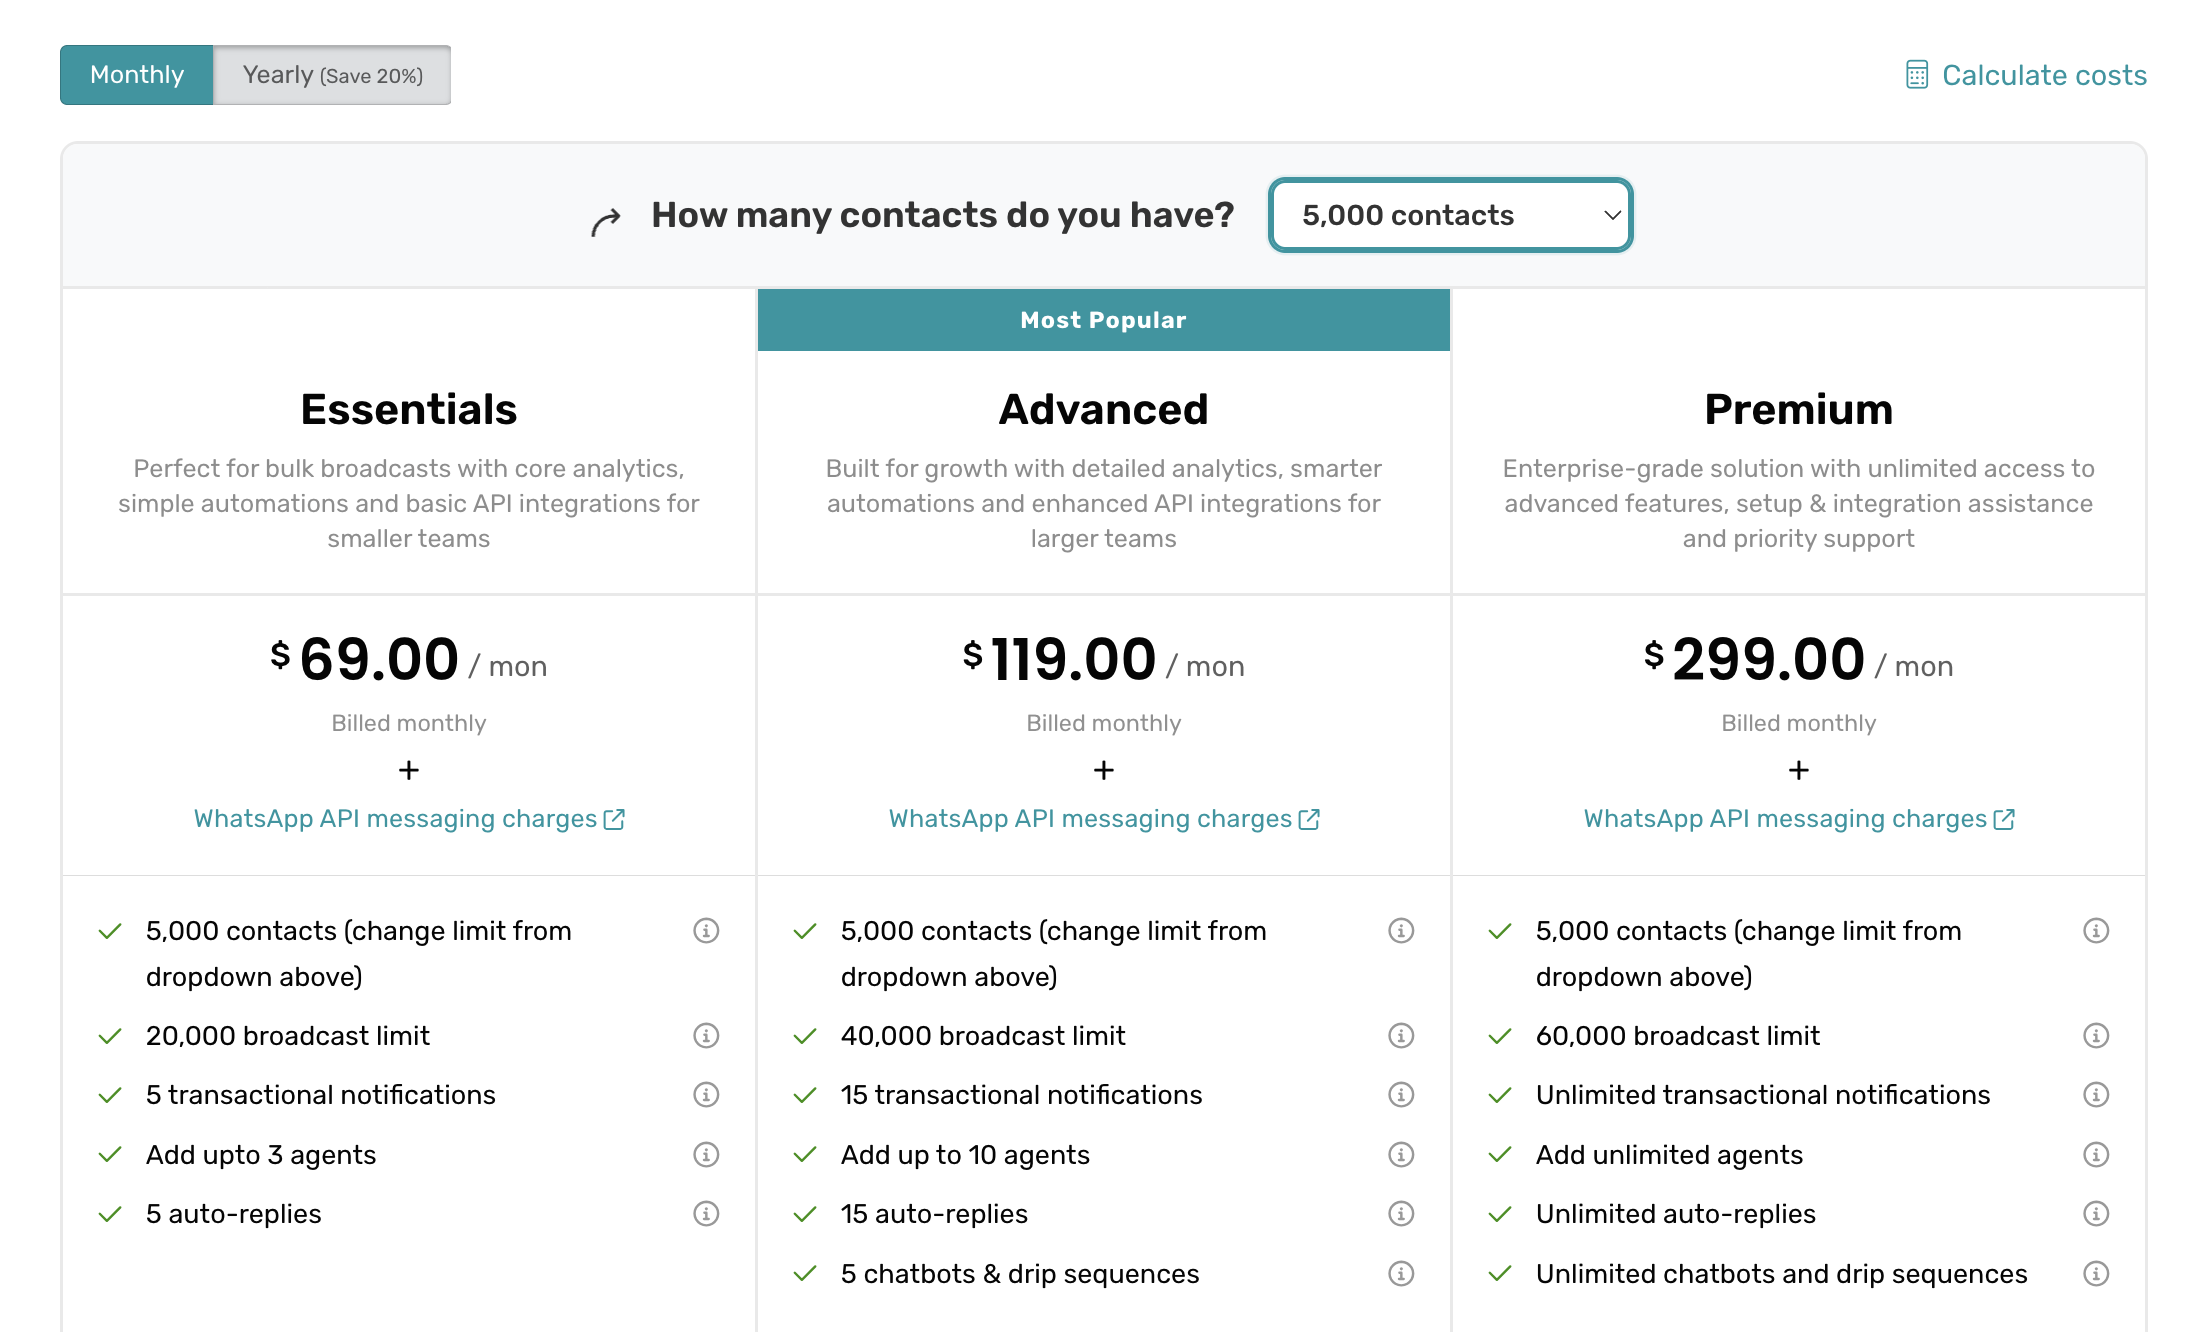 Monthly
Yearly (Save 20%)
Calculate costs
How many contacts do you have?
5,000 contacts
Essentials
Perfect for bulk broadcasts with core analytics,
simple automations and basic API integrations for
smaller teams
$69.00 / mon
Billed monthly
+
WhatsApp API messaging charges
5,000 contacts (change limit from
dropdown above)
20,000 broadcast limit
5 transactional notifications
Add upto 3 agents
5 auto-replies
Most Popular
Advanced
Built for growth with detailed analytics, smarter
automations and enhanced API integrations for
larger teams
$119.00 / mon
Billed monthly
+
WhatsApp API messaging charges
5,000 contacts (change limit from
dropdown above)
40,000 broadcast limit
15 transactional notifications
Add up to 10 agents
15 auto-replies
5 chatbots & drip sequences
Premium
Enterprise-grade solution with unlimited access to
advanced features, setup & integration assistance
and priority support
$299.00 / mon
Billed monthly
+
WhatsApp API messaging charges
5,000 contacts (change limit from
dropdown above)
60,000 broadcast limit
Unlimited transactional notifications
Add unlimited agents
Unlimited auto-replies
Unlimited chatbots and drip sequences